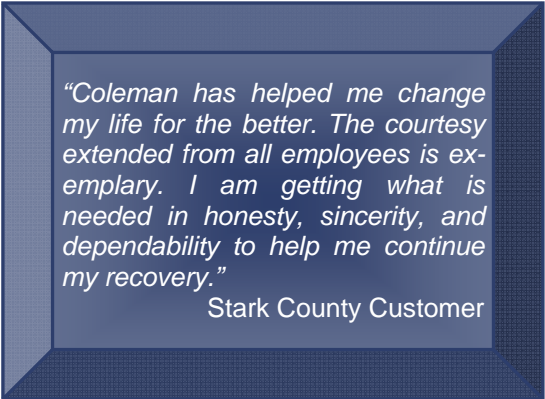 “Coleman has helped me change
my life for the better. The courtesy
extended from all employees is ex-
emplary. I am getting what is
needed in honesty, sincerity, and
dependability to help me continue
my recovery.”
Stark County Customer